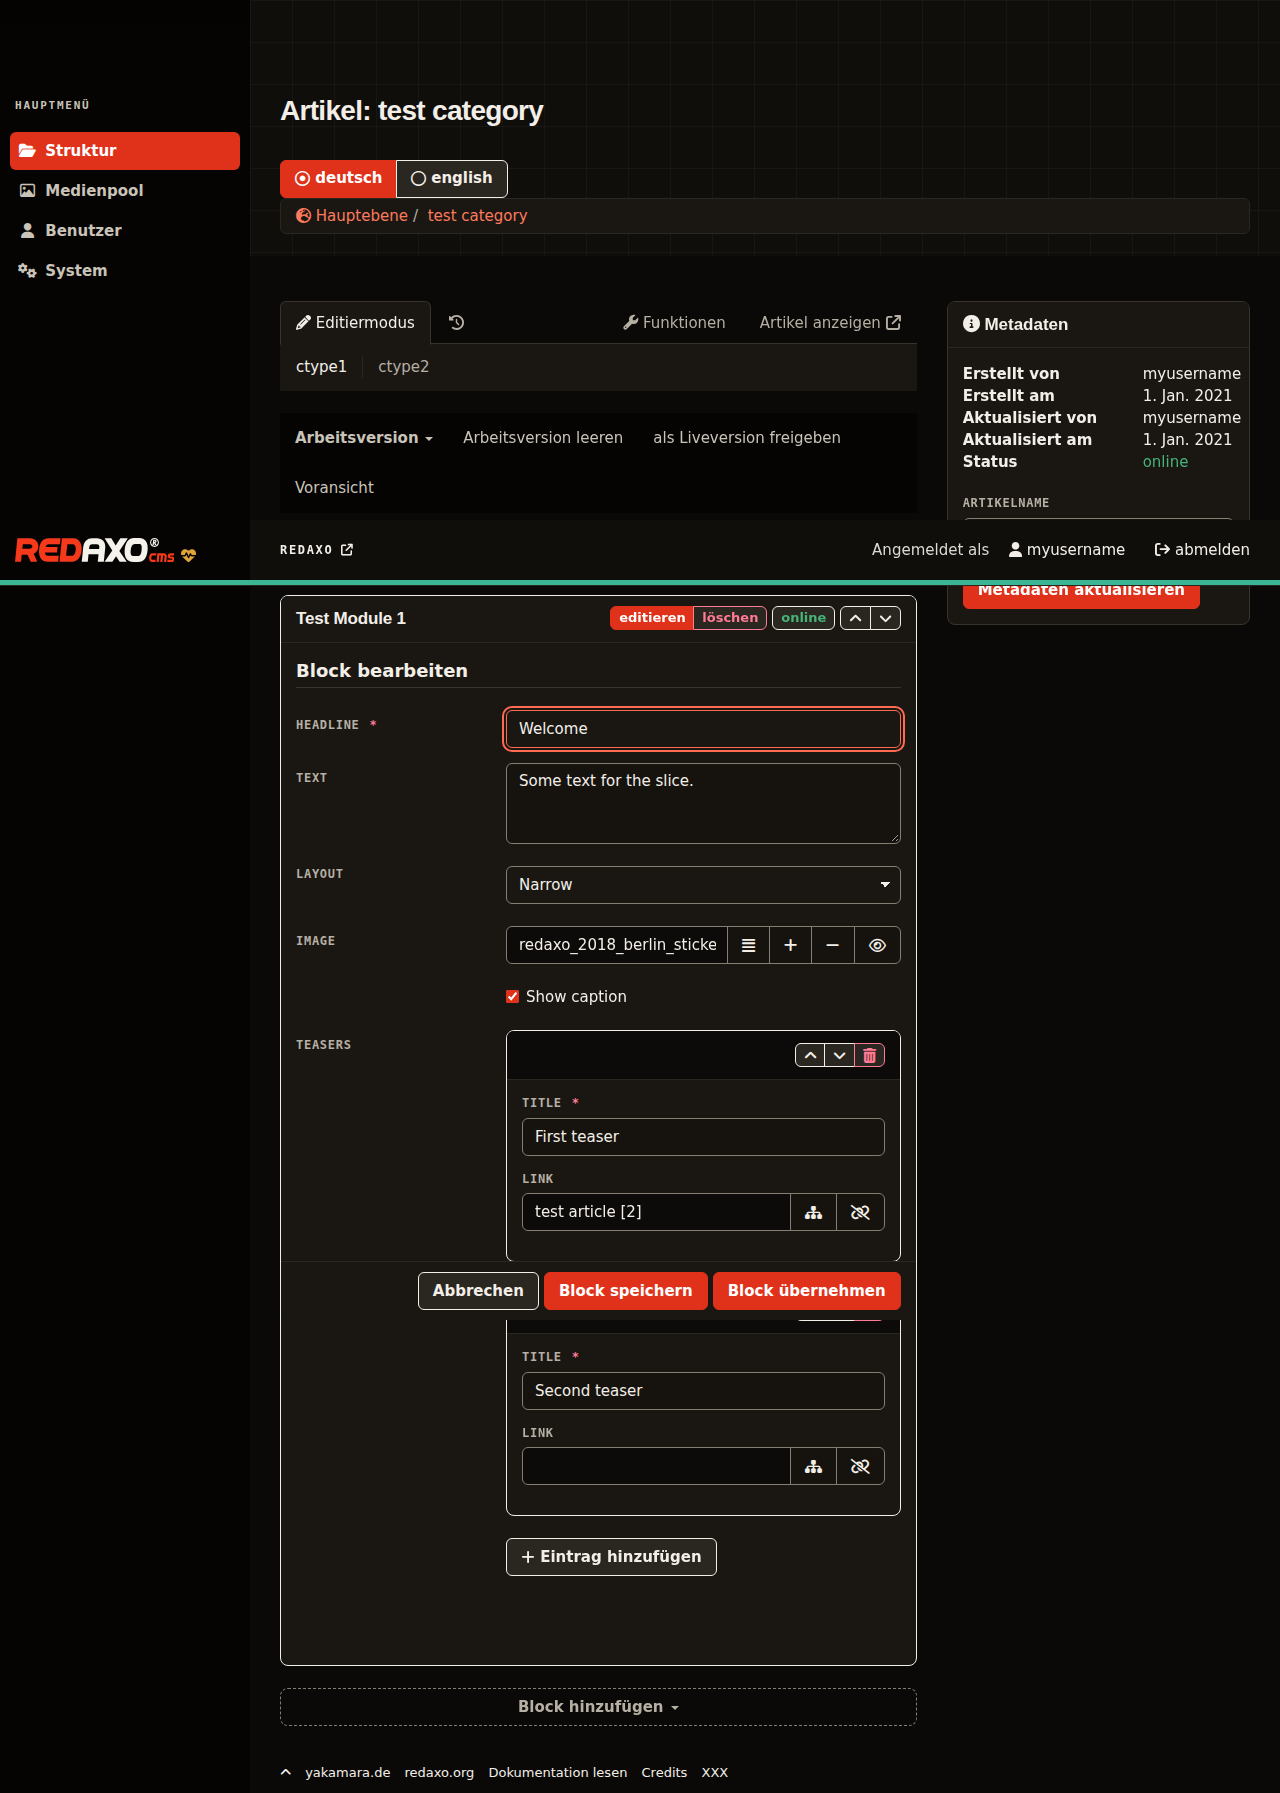 HAUPTMENÜ
Struktur
Medienpool
Benutzer
System
Artikel: test category
deutsch english
Hauptebene / test category
Editiermodus Funktionen Artikel anzeigen
ctype1 ctype2
Arbeitsversion Arbeitsversion leeren als Liveversion freigeben
Voransicht
Metadaten
Erstellt von myusername
Erstellt am 1. Jan. 2021
Aktualisiert von myusername
Aktualisiert am 1. Jan. 2021
Status online
ARTIKELNAME
REDAXO® cms
REDAXO Angemeldet als myusername abmelden
Metadaten aktualisieren
Test Module 1 editieren löschen online
Block bearbeiten
HEADLINE * Welcome
TEXT Some text for the slice.
LAYOUT Narrow
IMAGE redaxo_2018_berlin_sticke
Show caption
TEASERS
TITLE *
First teaser
LINK
test article [2]
Abbrechen Block speichern Block übernehmen
TITLE *
Second teaser
LINK
Eintrag hinzufügen
Block hinzufügen
yakamara.de redaxo.org Dokumentation lesen Credits XXX